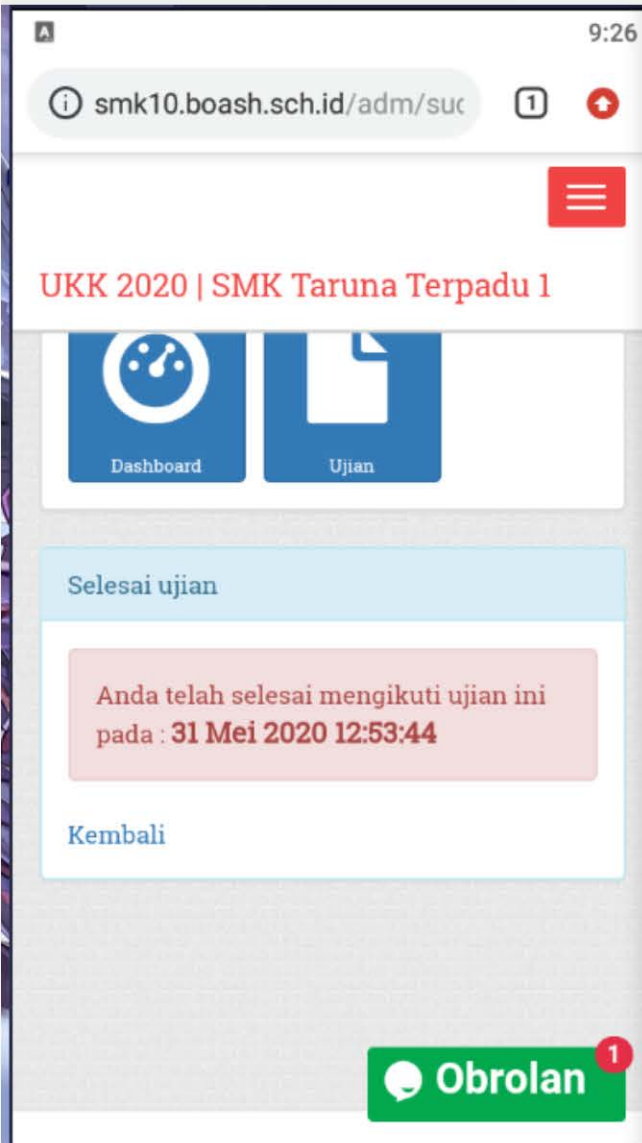 9:26
smk10.boash.sch.id/adm/suc
1
UKK 2020 | SMK Taruna Terpadu 1
Dashboard
Ujian
Selesai ujian
Anda telah selesai mengikuti ujian ini
pada : 31 Mei 2020 12:53:44
Kembali
Obrolan
1